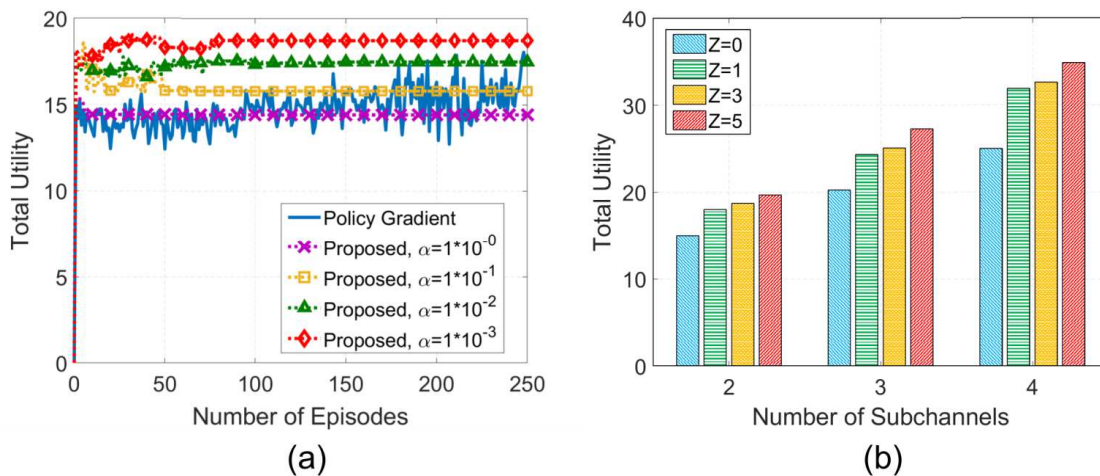 20
15
10
5
0
Total Utility
Policy Gradient
Proposed, α=1*10⁻⁰
Proposed, α=1*10⁻¹
Proposed, α=1*10⁻²
Proposed, α=1*10⁻³
0 50 100 150 200 250
Number of Episodes
(a)
40
30
20
10
0
Total Utility
Z=0
Z=1
Z=3
Z=5
2 3 4
Number of Subchannels
(b)